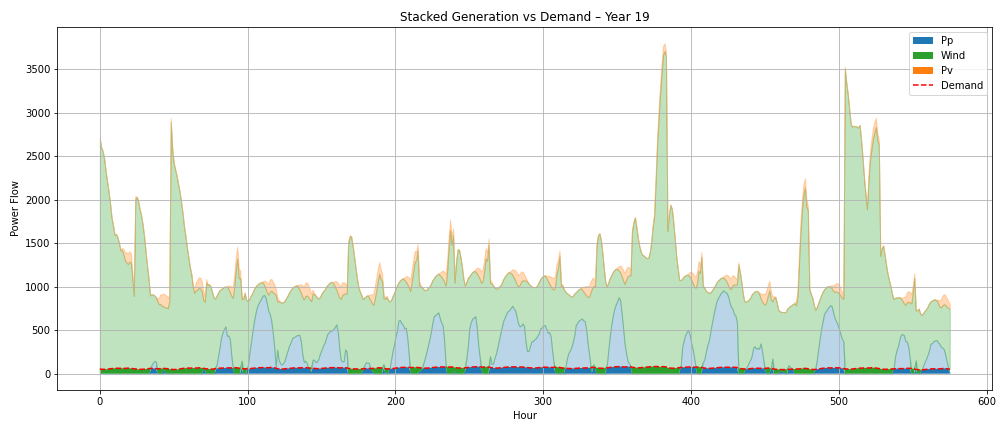 Stacked Generation vs Demand – Year 19
Pp
Wind
Pv
Demand
Power Flow
3500
3000
2500
2000
1500
1000
500
0
0
100
200
300
400
500
600
Hour